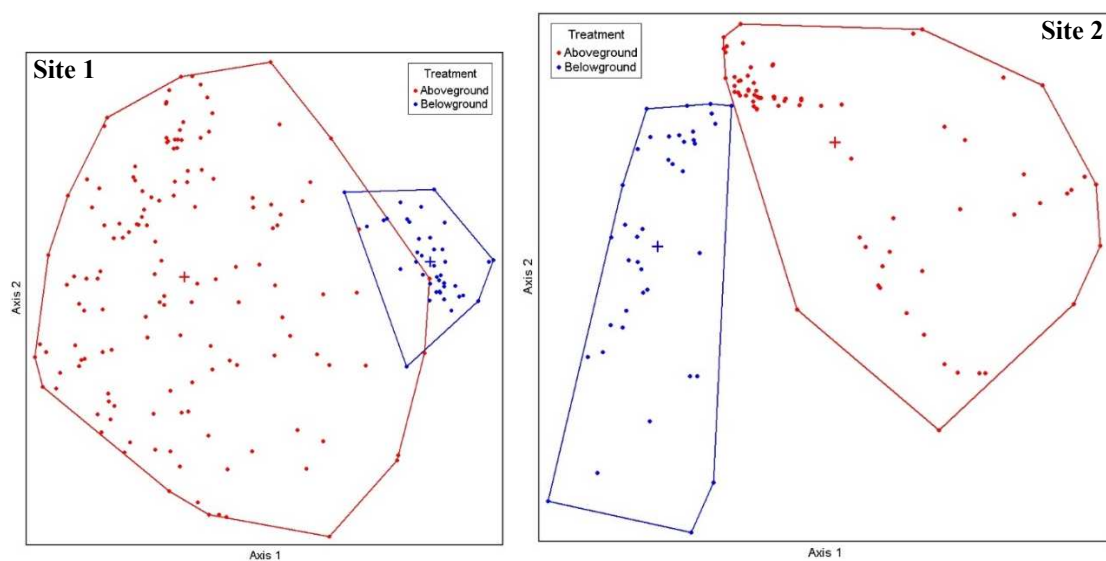 Site 1
Treatment
Aboveground
Belowground
Axis 2
Axis 1
Treatment
Aboveground
Belowground
Site 2
Axis 2
Axis 1